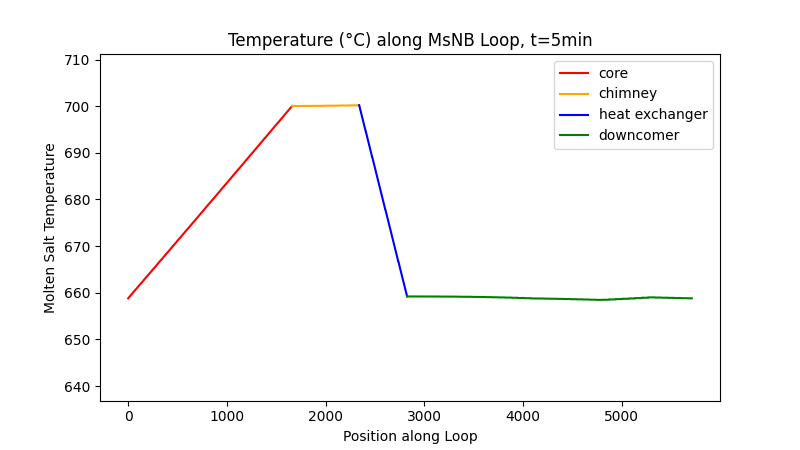 Temperature (°C) along MsNB Loop, t=5min
710
700
690
680
670
660
650
640
Molten Salt Temperature
core
chimney
heat exchanger
downcomer
0 1000 2000 3000 4000 5000
Position along Loop